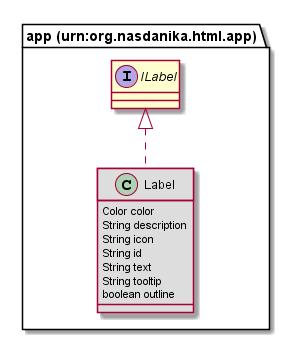 app (urn:org.nasdanika.html.app)
I ILabel
C Label
Color color
String description
String icon
String id
String text
String tooltip
boolean outline